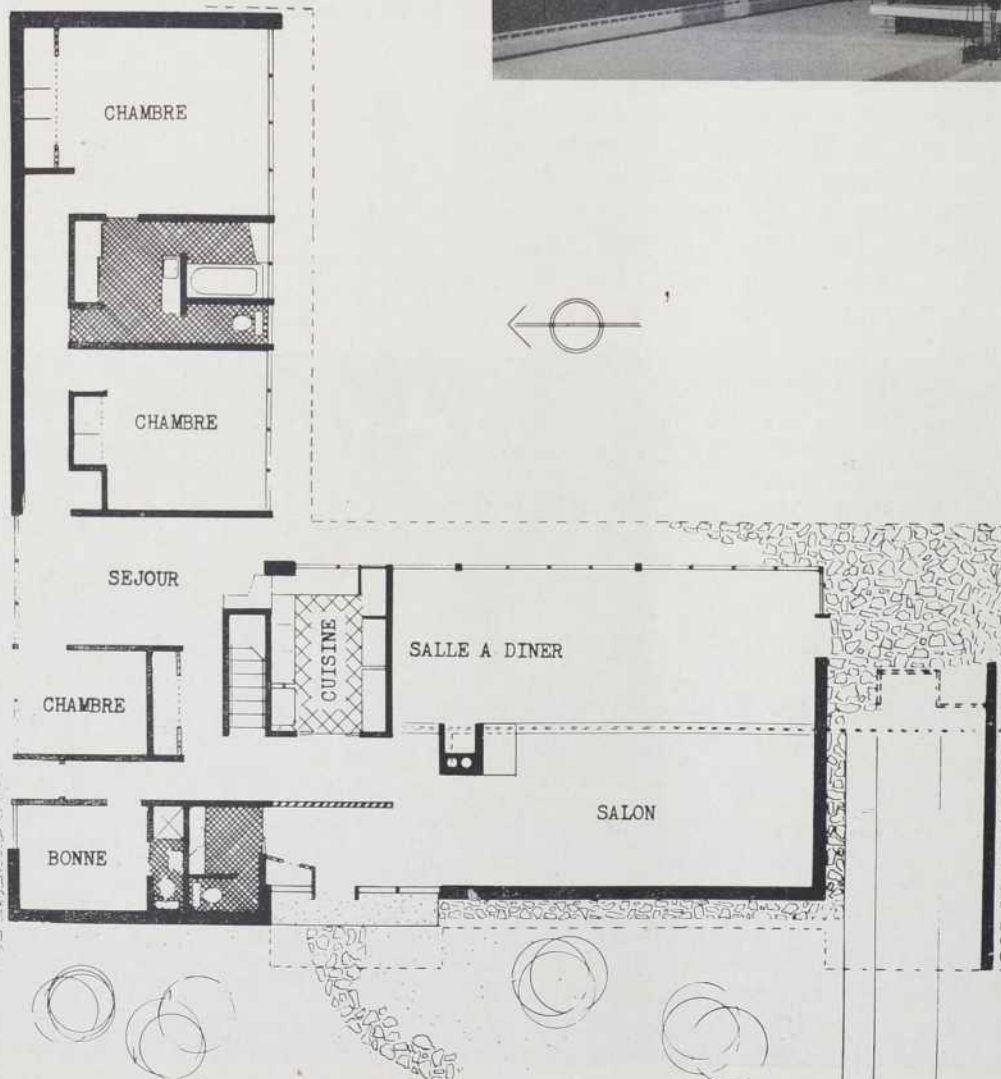 CHAMBRE
CHAMBRE
SEJOUR
CUISINE
SALLE A DINER
CHAMBRE
SALON
BONNE